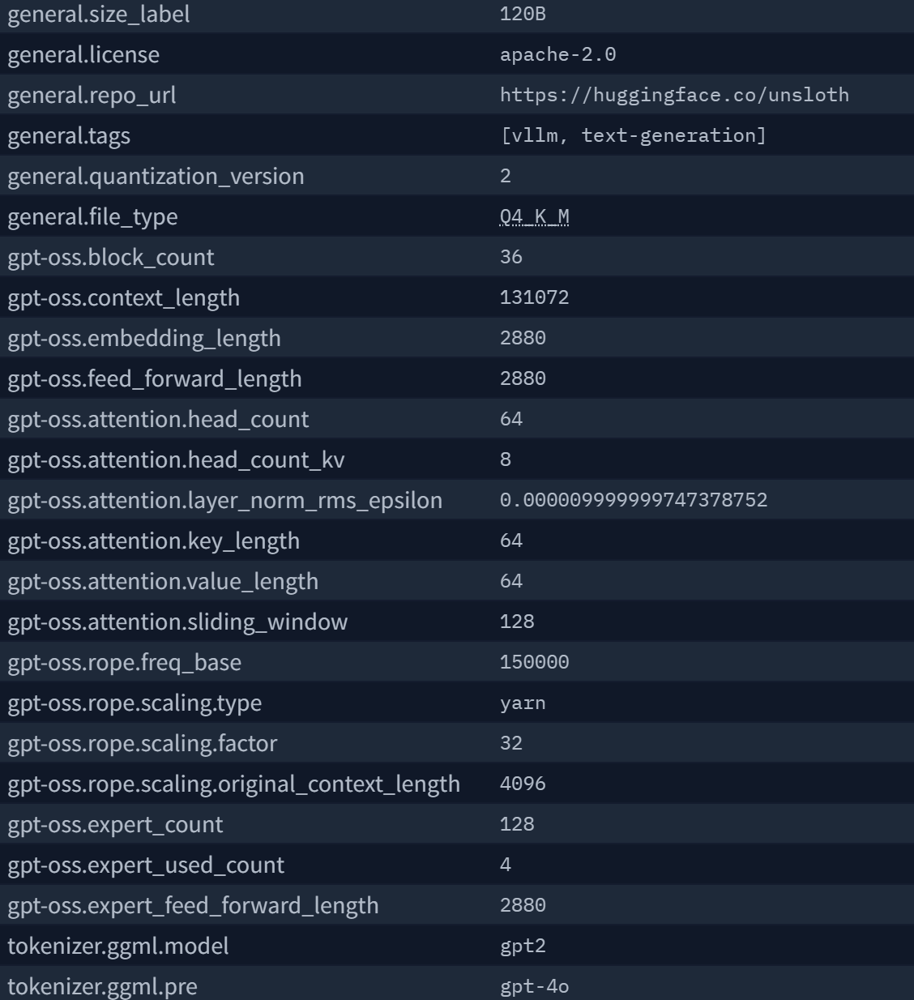 general.size_label 120B
general.license apache-2.0
general.repo_url https://huggingface.co/unsloth
general.tags [vllm, text-generation]
general.quantization_version 2
general.file_type Q4_K_M
gpt-oss.block_count 36
gpt-oss.context_length 131072
gpt-oss.embedding_length 2880
gpt-oss.feed_forward_length 2880
gpt-oss.attention.head_count 64
gpt-oss.attention.head_count_kv 8
gpt-oss.attention.layer_norm_rms_epsilon 0.000009999999747378752
gpt-oss.attention.key_length 64
gpt-oss.attention.value_length 64
gpt-oss.attention.sliding_window 128
gpt-oss.rope.freq_base 150000
gpt-oss.rope.scaling.type yarn
gpt-oss.rope.scaling.factor 32
gpt-oss.rope.scaling.original_context_length 4096
gpt-oss.expert_count 128
gpt-oss.expert_used_count 4
gpt-oss.expert_feed_forward_length 2880
tokenizer.ggml.model gpt2
tokenizer.ggml.pre gpt-4o